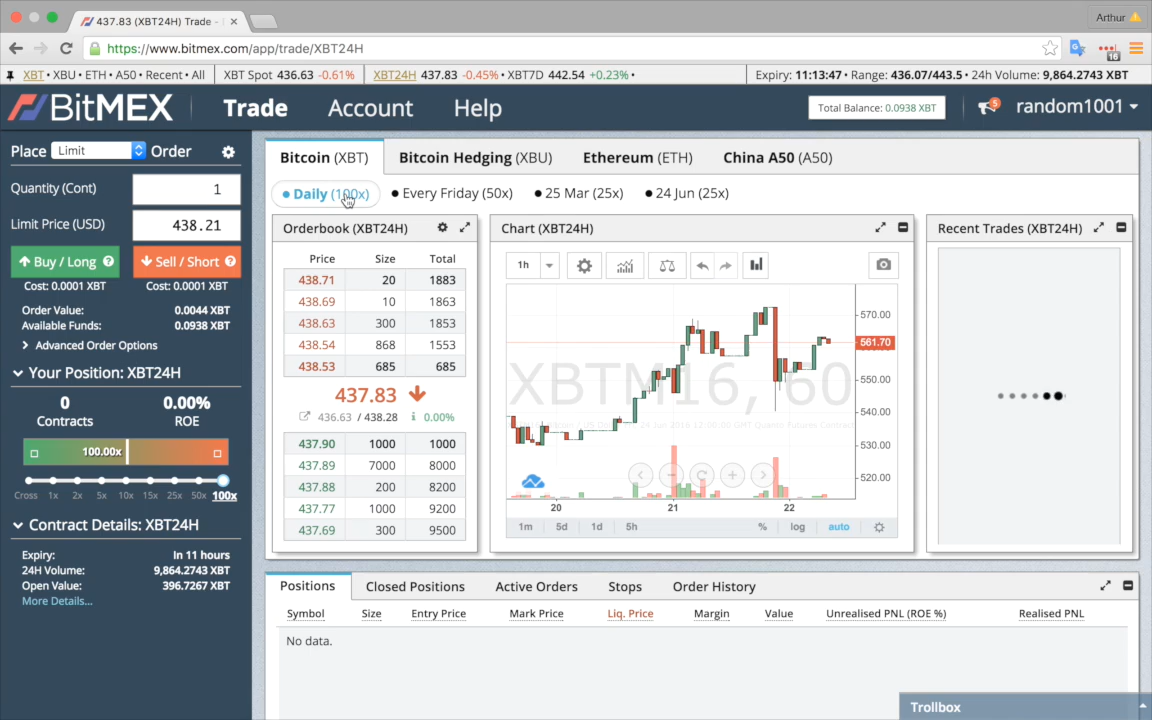 437.83 (XBT24H) Trade -
Arthur
https://www.bitmex.com/app/trade/XBT24H
16
XBT • XBU • ETH • A50 • Recent • All
XBT Spot 436.63 -0.61%
XBT24H 437.83 -0.45% • XBT7D 442.54 +0.23% •
Expiry: 11:13:47 • Range: 436.07/443.5 • 24h Volume: 9,864.2743 XBT
BitMEX
Trade
Account
Help
Total Balance: 0.0938 XBT
5
random1001
Place Limit Order
Quantity (Cont) 1
Limit Price (USD) 438.21
Buy / Long ?
Sell / Short ?
Cost: 0.0001 XBT
Cost: 0.0001 XBT
Order Value: 0.0044 XBT
Available Funds: 0.0938 XBT
Advanced Order Options
Your Position: XBT24H
0 0.00%
Contracts ROE
100.00x
Cross 1x 2x 5x 10x 15x 25x 50x 100x
Contract Details: XBT24H
Expiry: In 11 hours
24H Volume: 9,864.2743 XBT
Open Value: 396.7267 XBT
More Details...
Bitcoin (XBT)
Bitcoin Hedging (XBU)
Ethereum (ETH)
China A50 (A50)
• Daily (100x)
• Every Friday (50x)
• 25 Mar (25x)
• 24 Jun (25x)
Orderbook (XBT24H)
Price Size Total
438.71 20 1883
438.69 10 1863
438.63 300 1853
438.54 868 1553
438.53 685 685
437.83
436.63 / 438.28 i 0.00%
437.90 1000 1000
437.89 7000 8000
437.88 200 8200
437.77 1000 9200
437.69 300 9500
Chart (XBT24H)
1h
XBTM16, 60
24 Jun 2016 12:00:00 GMT Quanto Futures Contract
570.00
561.70
550.00
540.00
530.00
520.00
20 21 22
1m 5d 1d 5h
% log auto
Recent Trades (XBT24H)
Positions
Closed Positions
Active Orders
Stops
Order History
Symbol Size Entry Price Mark Price Liq. Price Margin Value Unrealised PNL (ROE %) Realised PNL
No data.
Trollbox